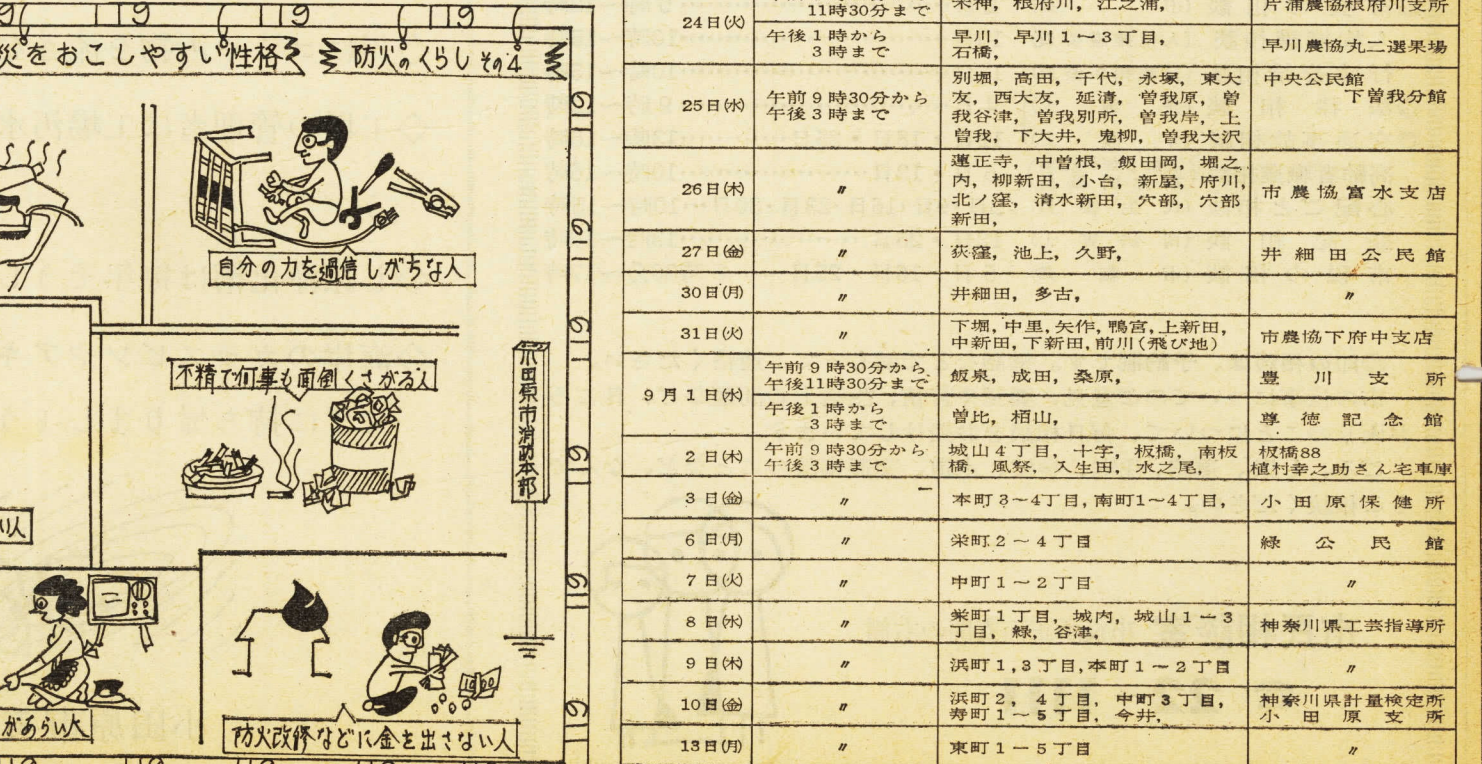 119 119 119
災をおこしやすい性格
防火のくらし その4
自分の力を過信しがちな人
不精で何事も面倒くさがる人
小田原市消防本部
い人
があらい人
防火改修などに金を出さない人
24日(火)
11時30分まで
根府川, 江之浦,
片浦農協根府川支所
午後1時から
3時まで
早川, 早川1~3丁目,
石橋,
早川農協丸二選果場
25日(水)
午前9時30分から
午後3時まで
別堀, 高田, 千代, 永塚, 東大
友, 西大友, 延清, 曽我原, 曽
我谷津, 曽我別所, 曽我岸, 上
曽我, 下大井, 鬼柳, 曽我大沢
中央公民館
下曽我分館
26日(木)
〃
蓮正寺, 中曽根, 飯田岡, 堀之
内, 柳新田, 小台, 新屋, 府川,
北ノ窪, 清水新田, 穴部, 穴部
新田,
市農協富水支店
27日(金)
〃
荻窪, 池上, 久野,
井細田公民館
30日(月)
〃
井細田, 多古,
〃
31日(火)
〃
下堀, 中里, 矢作, 鴨宮, 上新田,
中新田, 下新田, 前川(飛び地)
市農協下府中支店
9月1日(水)
午前9時30分から
午後11時30分まで
飯泉, 成田, 桑原,
豊川支所
午後1時から
3時まで
曽比, 栢山,
尊徳記念館
2日(木)
午前9時30分から
午後3時まで
城山4丁目, 十字, 板橋, 南板
橋, 風祭, 入生田, 水之尾,
板橋88
植村幸之助さん宅車庫
3日(金)
〃
本町3~4丁目, 南町1~4丁目,
小田原保健所
6日(月)
〃
栄町2~4丁目
緑公民館
7日(火)
〃
中町1~2丁目
〃
8日(水)
〃
栄町1丁目, 城内, 城山1-3
丁目, 緑, 谷津,
神奈川県工芸指導所
9日(木)
〃
浜町1, 3丁目, 本町1~2丁目
〃
10日(金)
〃
浜町2, 4丁目, 中町3丁目,
寿町1~5丁目, 今井,
神奈川県計量検定所
小田原支所
13日(月)
〃
東町1-5丁目
〃